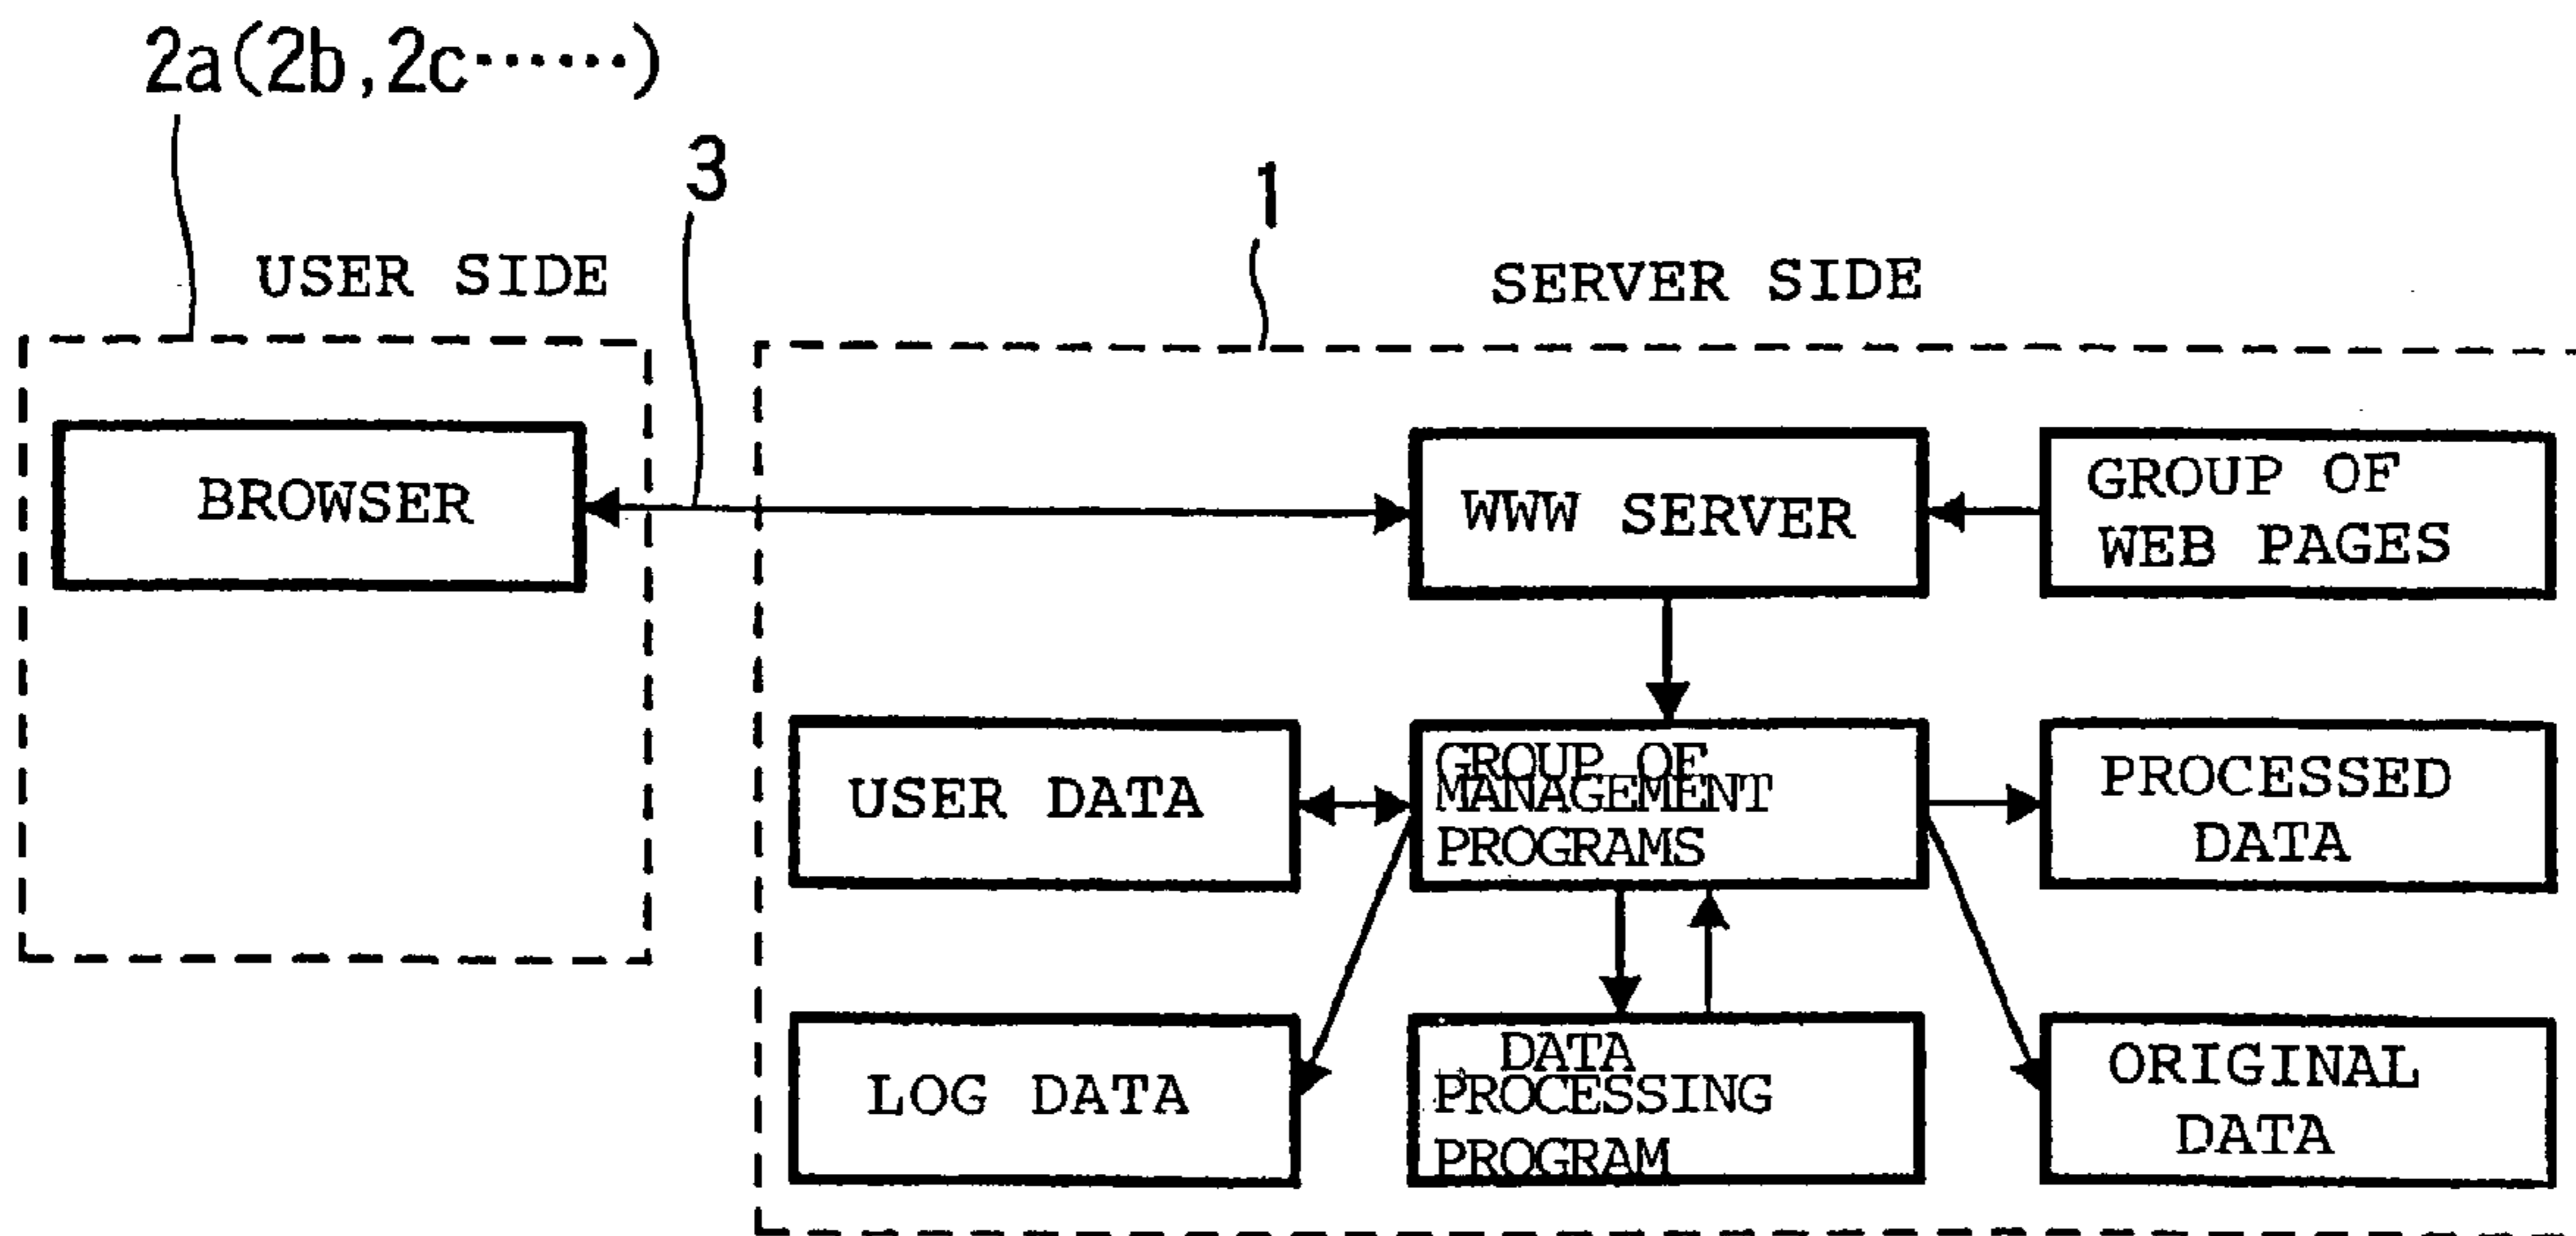 2a(2b,2c······)
3
1
USER SIDE
SERVER SIDE
BROWSER
WWW SERVER
GROUP OF
WEB PAGES
USER DATA
GROUP OF
MANAGEMENT
PROGRAMS
PROCESSED
DATA
LOG DATA
DATA
PROCESSING
PROGRAM
ORIGINAL
DATA